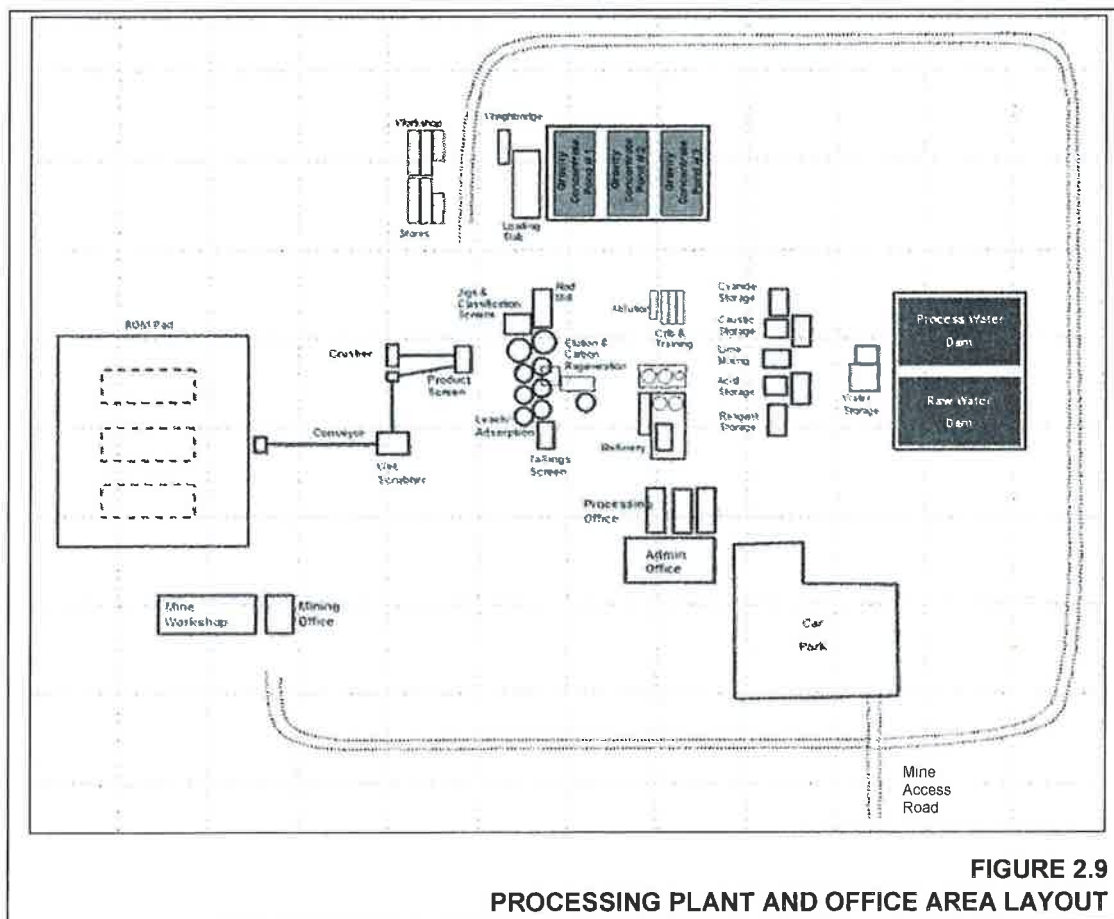 Workshop
Weighbridge
Gravity
Concentrate
Pond #1
Gravity
Concentrate
Pond #2
Gravity
Concentrate
Pond #3
Stores
Loading
Slab
ROM Pad
Crusher
Product
Screen
Conveyor
Wet
Scrubber
Jigs &
Classification
Screens
Rod
Mill
Elution &
Carbon
Regeneration
Leach/
Adsorption
Tailings
Screen
Ablution
Crib &
Training
Refinery
Cyanide
Storage
Caustic
Storage
Lime
Mixing
Acid
Storage
Reagent
Storage
Water
Storage
Process Water
Dam
Raw Water
Dam
Processing
Office
Admin
Office
Mine
Workshop
Mining
Office
Car
Park
Mine
Access
Road
FIGURE 2.9
PROCESSING PLANT AND OFFICE AREA LAYOUT